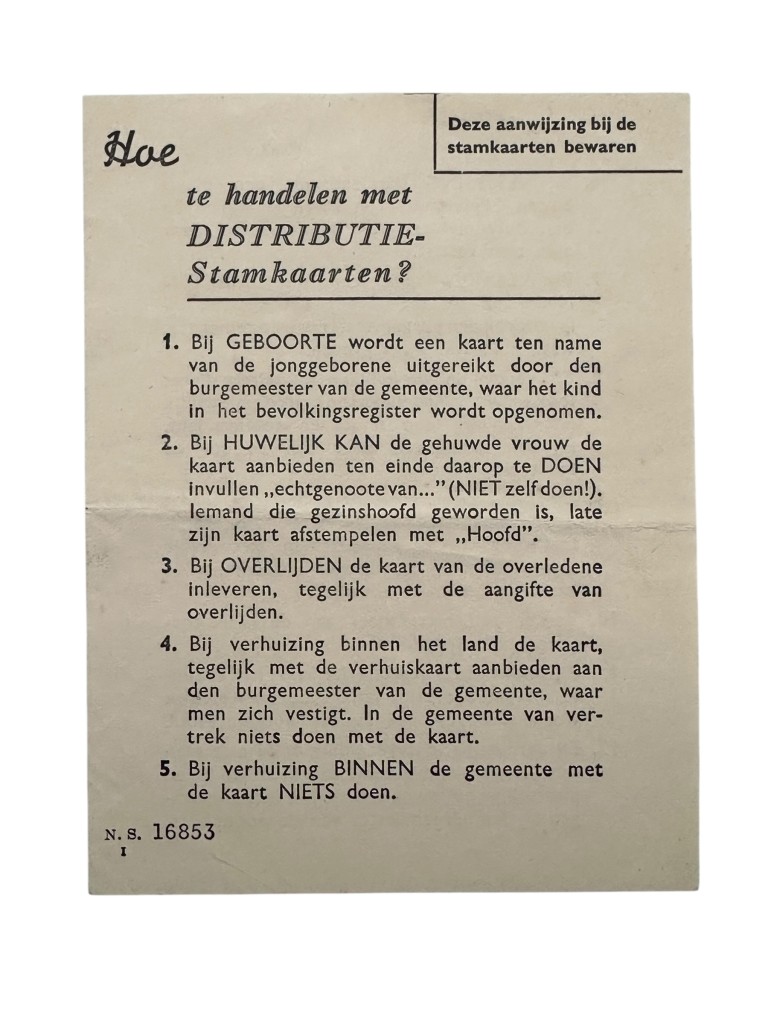 Deze aanwijzing bij de
stamkaarten bewaren
Hoe
te handelen met
DISTRIBUTIE-
Stamkaarten?
1. Bij GEBOORTE wordt een kaart ten name
van de jonggeborene uitgereikt door den
burgemeester van de gemeente, waar het kind
in het bevolkingsregister wordt opgenomen.
2. Bij HUWELIJK KAN de gehuwde vrouw de
kaart aanbieden ten einde daarop te DOEN
invullen „echtgenoote van...” (NIET zelf doen!).
Iemand die gezinshoofd geworden is, late
zijn kaart afstempelen met „Hoofd”.
3. Bij OVERLIJDEN de kaart van de overledene
inleveren, tegelijk met de aangifte van
overlijden.
4. Bij verhuizing binnen het land de kaart,
tegelijk met de verhuiskaart aanbieden aan
den burgemeester van de gemeente, waar
men zich vestigt. In de gemeente van ver-
trek niets doen met de kaart.
5. Bij verhuizing BINNEN de gemeente met
de kaart NIETS doen.
N. S. 16853
I